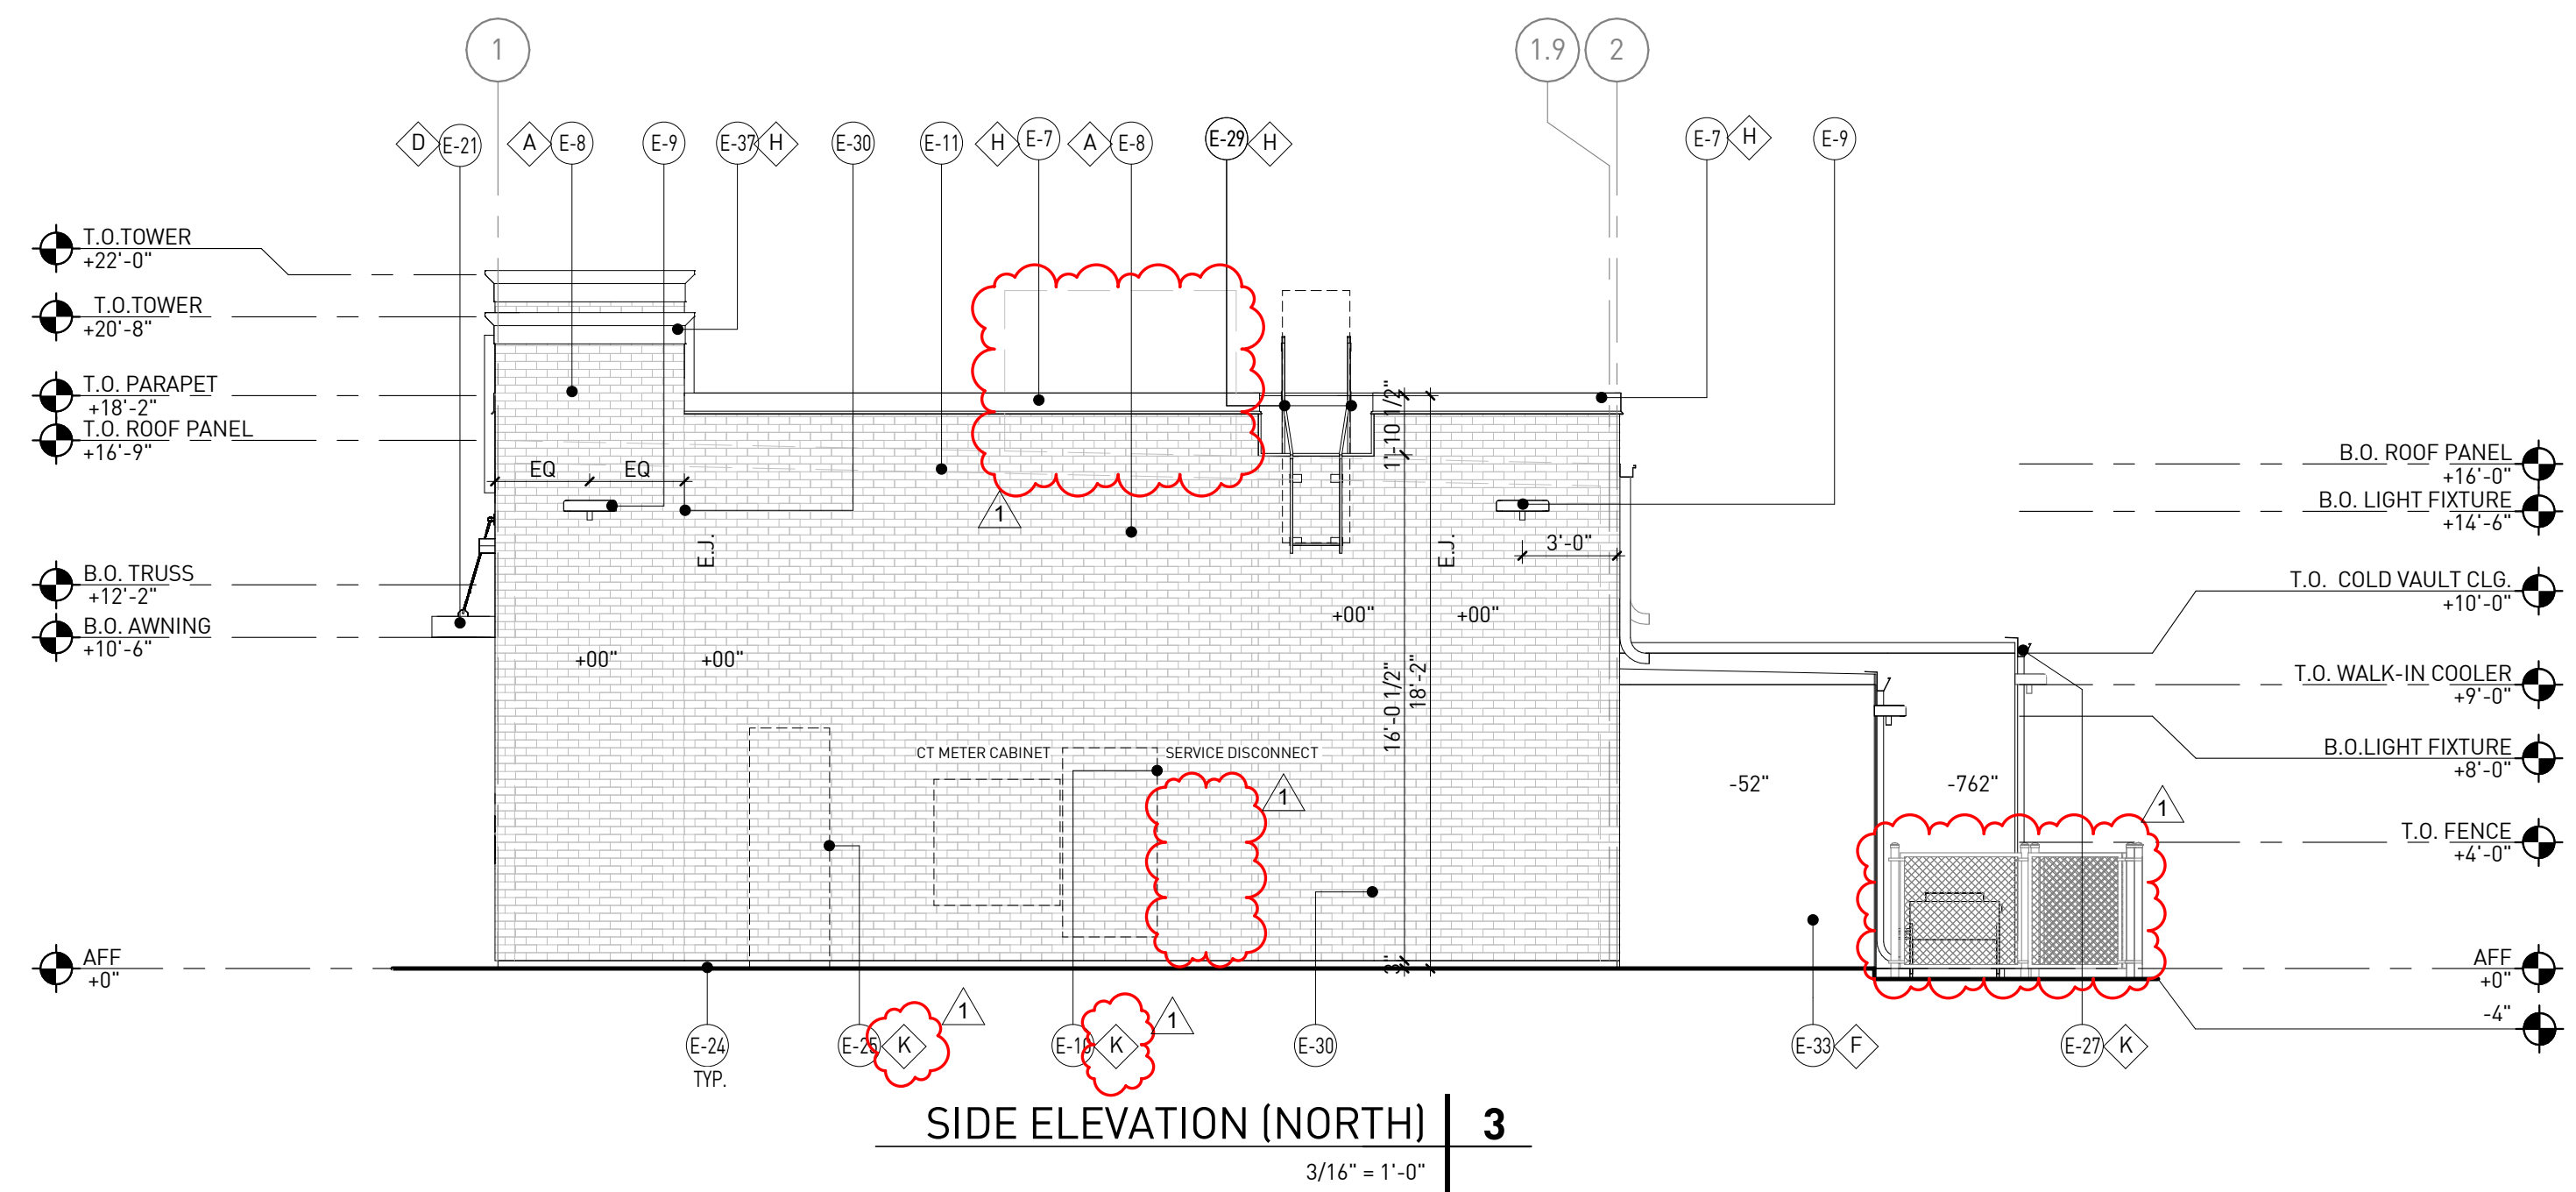 1
1.9
2
D
E-21
A
E-8
E-9
E-37
H
E-30
E-11
H
E-7
A
E-8
E-29
H
E-7
H
E-9
T.O.TOWER
+22'-0"
T.O.TOWER
+20'-8"
T.O. PARAPET
+18'-2"
T.O. ROOF PANEL
+16'-9"
B.O. TRUSS
+12'-2"
B.O. AWNING
+10'-6"
AFF
+0"
EQ
EQ
E.J.
1
1'-10 1/2"
E.J.
3'-0"
+00"
+00"
+00"
+00"
16'-0 1/2"
18'-2"
3"
CT METER CABINET
SERVICE DISCONNECT
1
-52"
-762"
1
B.O. ROOF PANEL
+16'-0"
B.O. LIGHT FIXTURE
+14'-6"
T.O. COLD VAULT CLG.
+10'-0"
T.O. WALK-IN COOLER
+9'-0"
B.O.LIGHT FIXTURE
+8'-0"
T.O. FENCE
+4'-0"
AFF
+0"
-4"
E-24
TYP.
E-25
K
1
K
1
E-30
E-33
F
E-27
K
SIDE ELEVATION (NORTH)
3
3/16" = 1'-0"